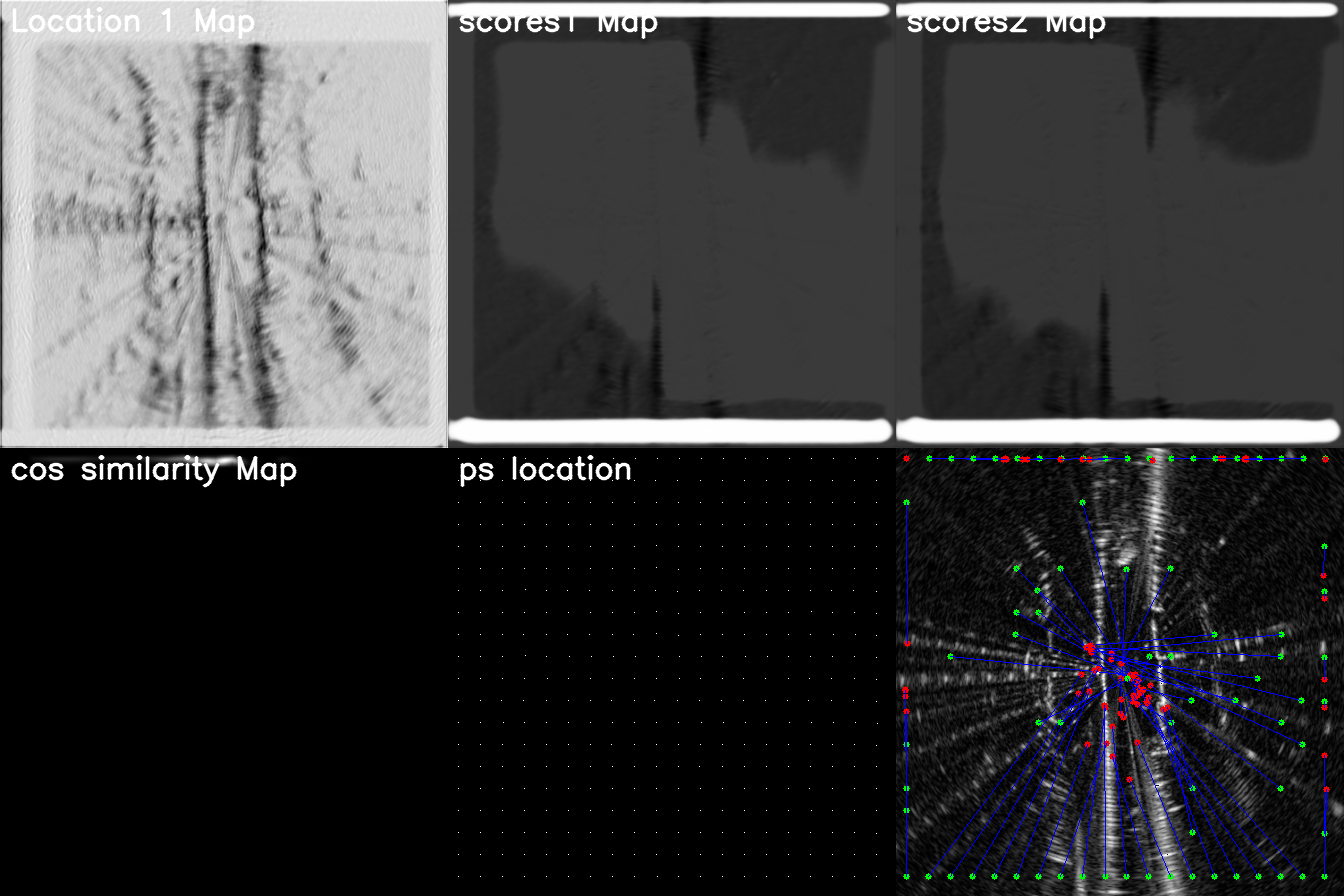 Location 1 Map
scores1 Map
scores2 Map
cos similarity Map
ps location